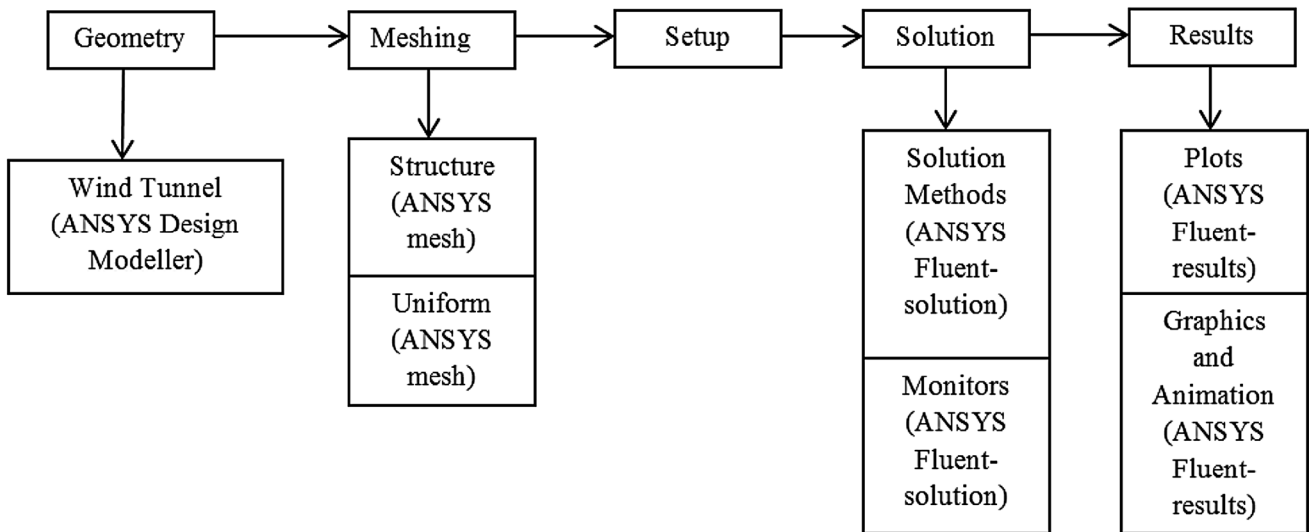 Geometry
Meshing
Setup
Solution
Results
Wind Tunnel
(ANSYS Design
Modeller)
Structure
(ANSYS
mesh)
Uniform
(ANSYS
mesh)
Solution
Methods
(ANSYS
Fluent-
solution)
Monitors
(ANSYS
Fluent-
solution)
Plots
(ANSYS
Fluent-
results)
Graphics
and
Animation
(ANSYS
Fluent-
results)